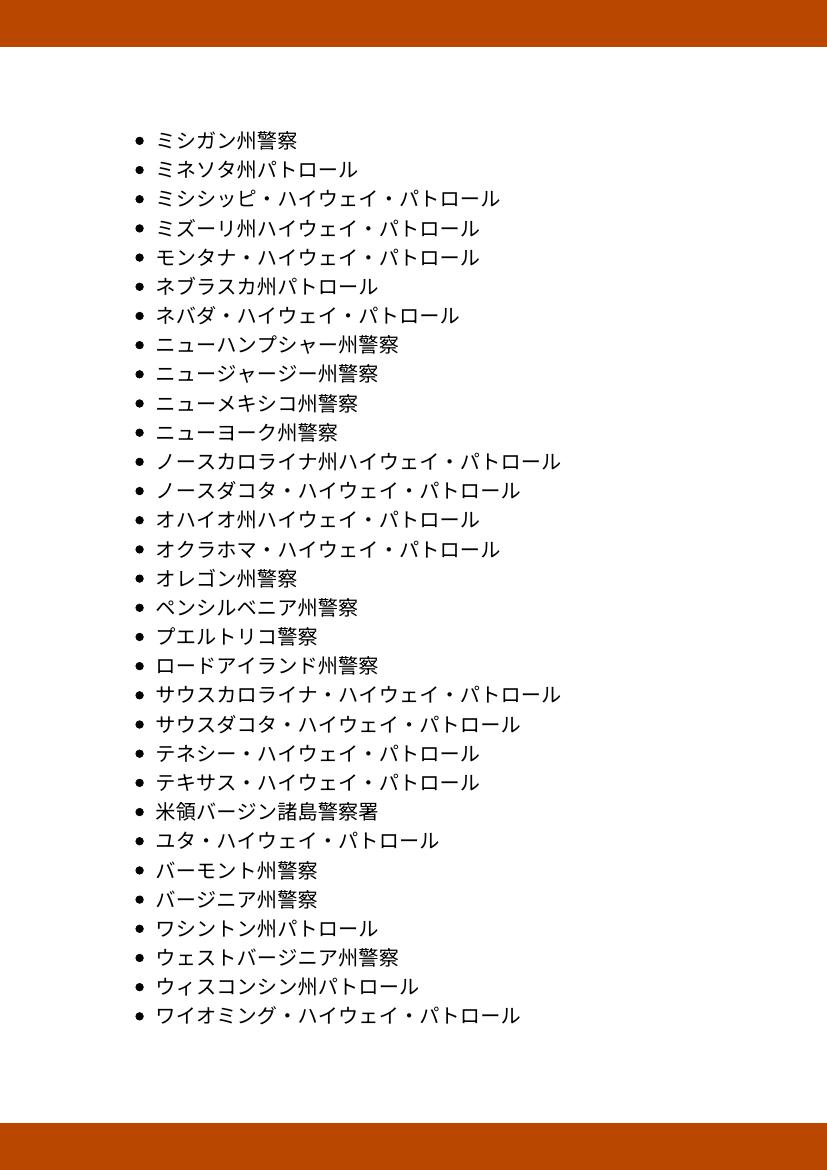 • ミシガン州警察
• ミネソタ州パトロール
• ミシシッピ・ハイウェイ・パトロール
• ミズーリ州ハイウェイ・パトロール
• モンタナ・ハイウェイ・パトロール
• ネブラスカ州パトロール
• ネバダ・ハイウェイ・パトロール
• ニューハンプシャー州警察
• ニュージャージー州警察
• ニューメキシコ州警察
• ニューヨーク州警察
• ノースカロライナ州ハイウェイ・パトロール
• ノースダコタ・ハイウェイ・パトロール
• オハイオ州ハイウェイ・パトロール
• オクラホマ・ハイウェイ・パトロール
• オレゴン州警察
• ペンシルベニア州警察
• プエルトリコ警察
• ロードアイランド州警察
• サウスカロライナ・ハイウェイ・パトロール
• サウスダコタ・ハイウェイ・パトロール
• テネシー・ハイウェイ・パトロール
• テキサス・ハイウェイ・パトロール
• 米領バージン諸島警察署
• ユタ・ハイウェイ・パトロール
• バーモント州警察
• バージニア州警察
• ワシントン州パトロール
• ウェストバージニア州警察
• ウィスコンシン州パトロール
• ワイオミング・ハイウェイ・パトロール